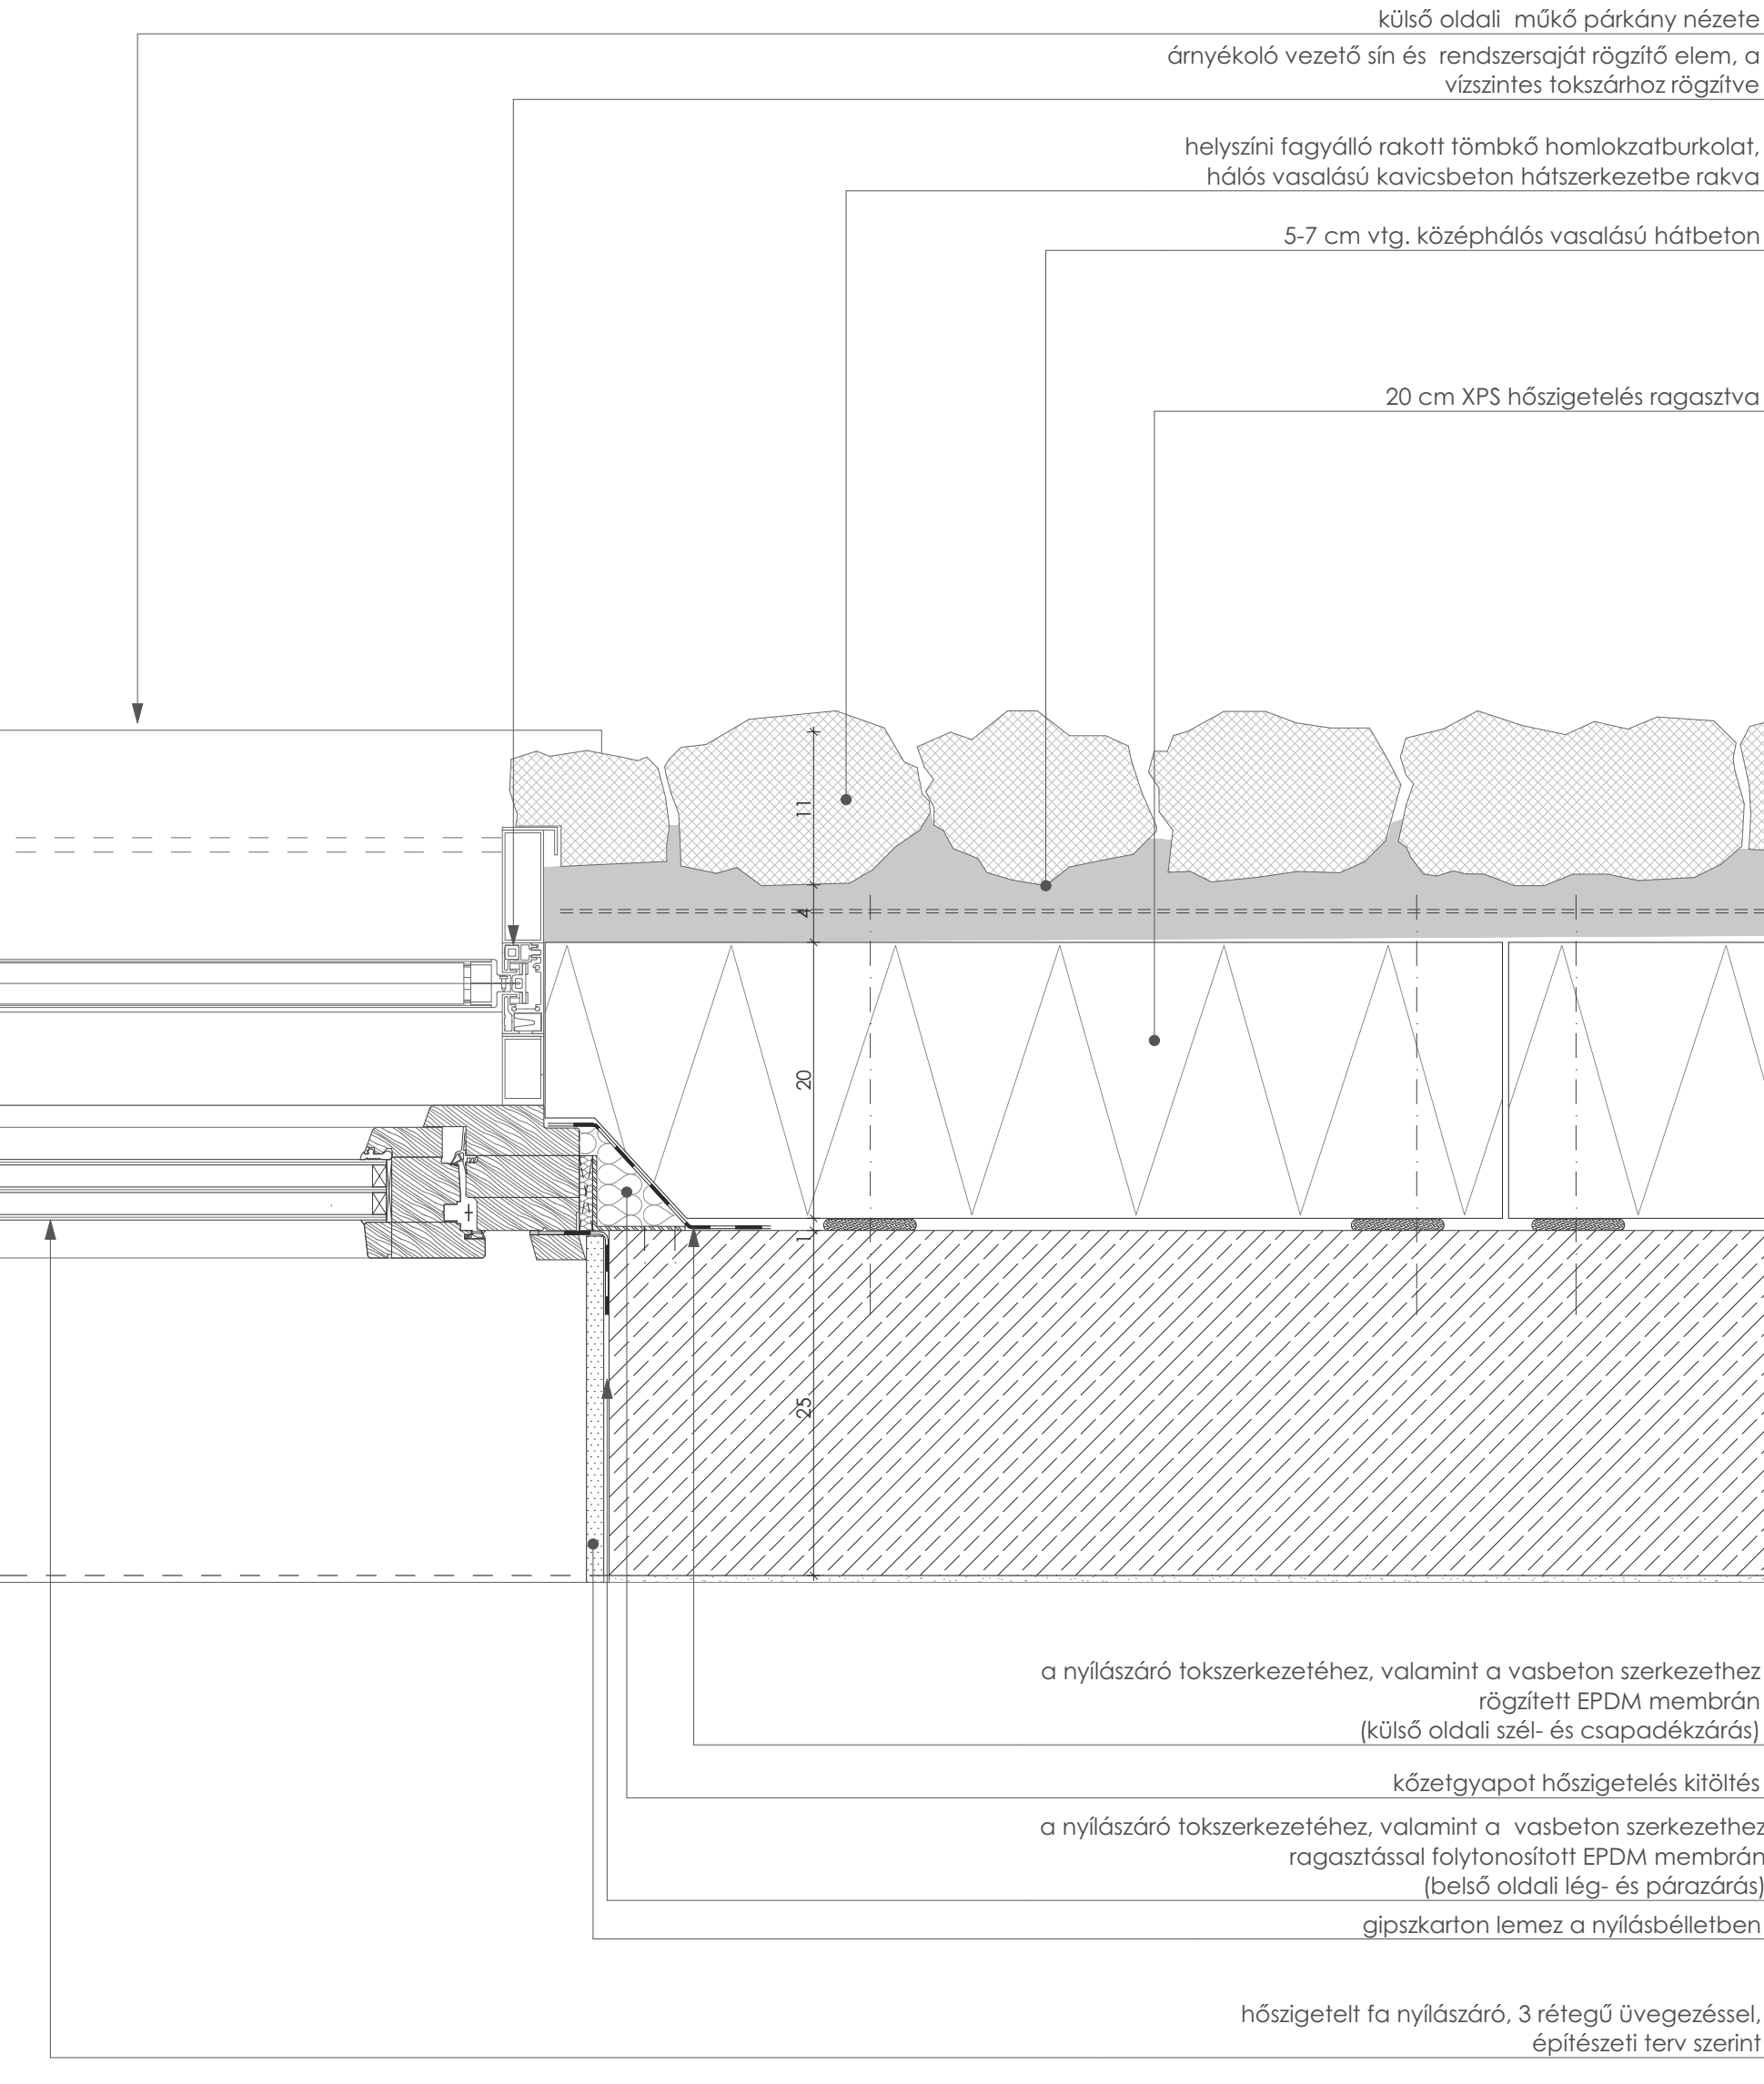 külső oldali  műkő párkány nézete
árnyékoló vezető sín és  rendszersaját rögzítő elem, a
vízszintes tokszárhoz rögzítve
helyszíni fagyálló rakott tömbkő homlokzatburkolat,
hálós vasalású kavicsbeton hátszerkezetbe rakva
5-7 cm vtg. középhálós vasalású hátbeton
20 cm XPS hőszigetelés ragasztva
11
4
20
1
25
a nyílászáró tokszerkezetéhez, valamint a vasbeton szerkezethez
rögzített EPDM membrán
(külső oldali szél- és csapadékzárás)
kőzetgyapot hőszigetelés kitöltés
a nyílászáró tokszerkezetéhez, valamint a  vasbeton szerkezethez
ragasztással folytonosított EPDM membrán
(belső oldali lég- és párazárás)
gipszkarton lemez a nyílásbélletben
hőszigetelt fa nyílászáró, 3 rétegű üvegezéssel,
építészeti terv szerint